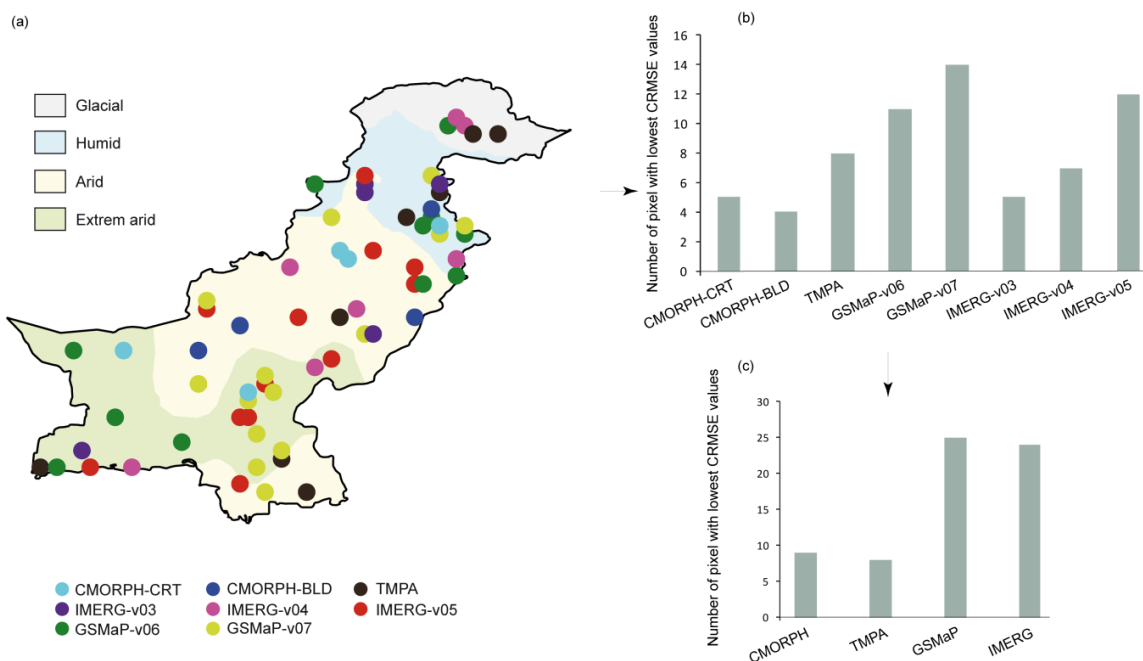 (a)
Glacial
Humid
Arid
Extrem arid
CMORPH-CRT
CMORPH-BLD
TMPA
IMERG-v03
IMERG-v04
IMERG-v05
GSMaP-v06
GSMaP-v07
(b)
Number of pixel with lowest CRMSE values
16
14
12
10
8
6
4
2
0
CMORPH-CRT
CMORPH-BLD
TMPA
GSMaP-v06
GSMaP-v07
IMERG-v03
IMERG-v04
IMERG-v05
(c)
Number of pixel with lowest CRMSE values
30
25
20
15
10
5
0
CMORPH
TMPA
GSMaP
IMERG